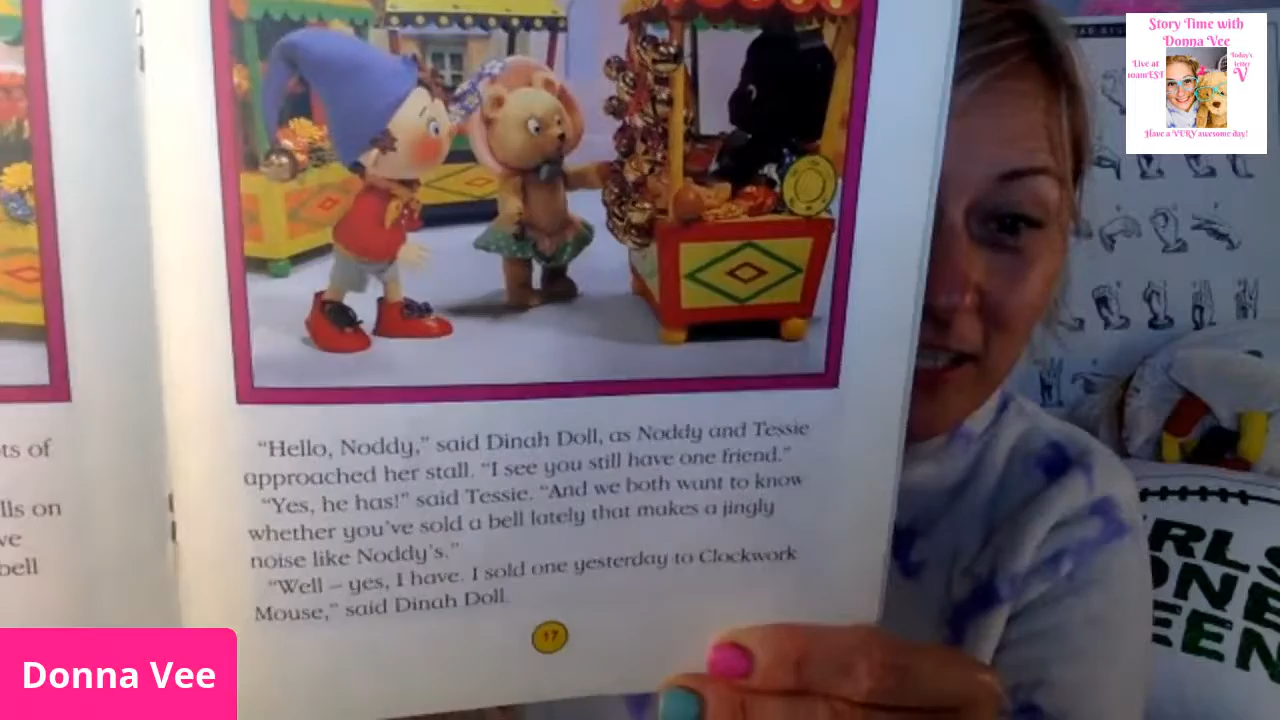 Story Time with
Donna Vee
Live at
10amEST
Today's
letter
V
Have a VERY awesome day!
ts of
lls on
ve
bell
"Hello, Noddy," said Dinah Doll, as Noddy and Tessie
approached her stall. "I see you still have one friend."
"Yes, he has!" said Tessie. "And we both want to know
whether you've sold a bell lately that makes a jingly
noise like Noddy's."
"Well – yes, I have. I sold one yesterday to Clockwork
Mouse," said Dinah Doll.
17
RLS
ONE
EEN
Donna Vee